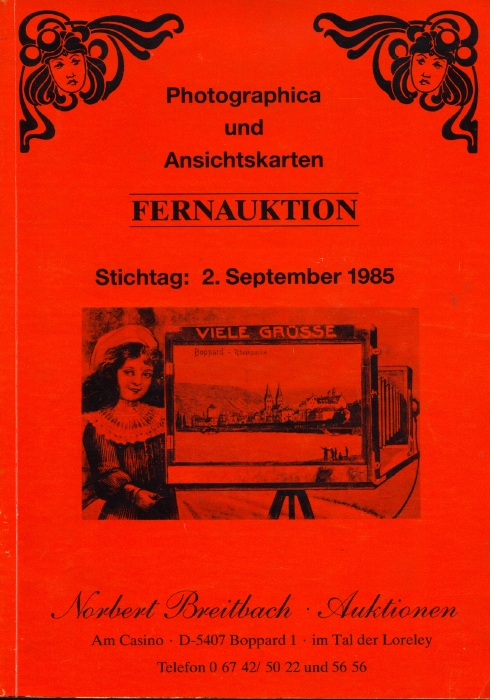 Photographica
und
Ansichtskarten
FERNAUKTION
Stichtag: 2. September 1985
VIELE GRÜSSE
Boppard - Rheinpartie
Norbert Breitbach · Auktionen
Am Casino · D-5407 Boppard 1 · im Tal der Loreley
Telefon 0 67 42/ 50 22 und 56 56